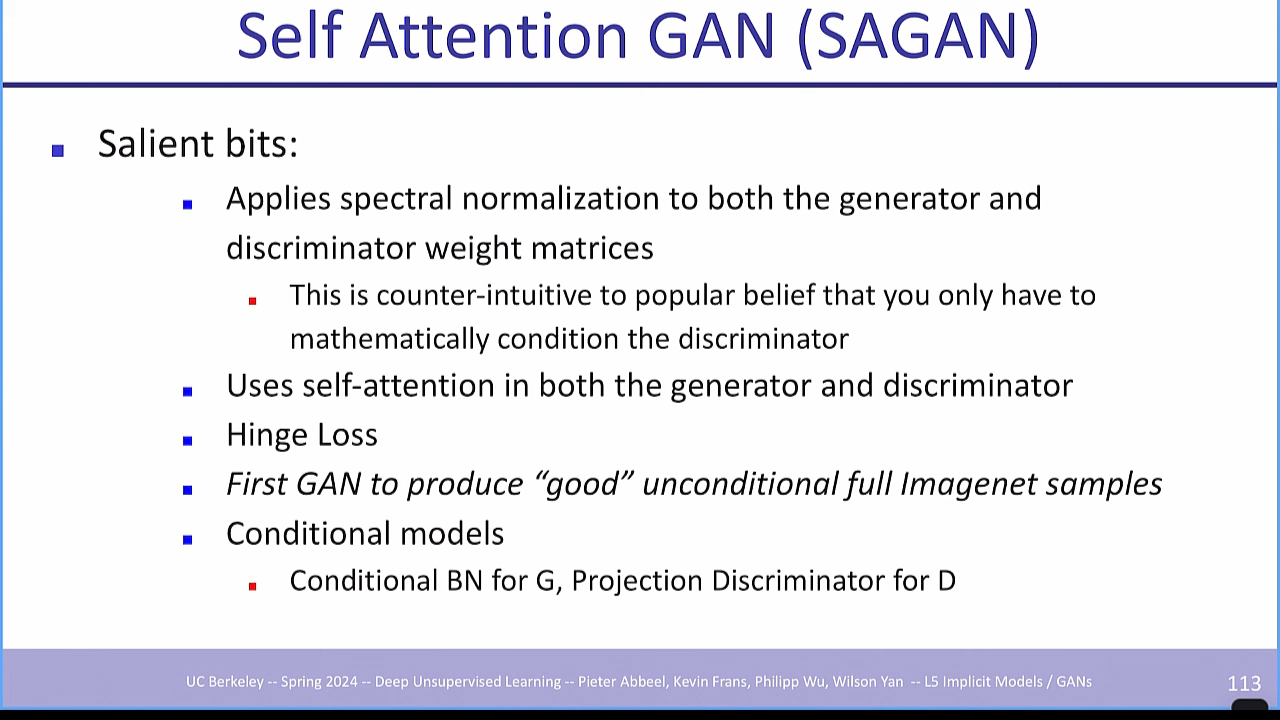 Self Attention GAN (SAGAN)
Salient bits:
Applies spectral normalization to both the generator and
discriminator weight matrices
This is counter-intuitive to popular belief that you only have to
mathematically condition the discriminator
Uses self-attention in both the generator and discriminator
Hinge Loss
First GAN to produce “good” unconditional full Imagenet samples
Conditional models
Conditional BN for G, Projection Discriminator for D
UC Berkeley -- Spring 2024 -- Deep Unsupervised Learning -- Pieter Abbeel, Kevin Frans, Philipp Wu, Wilson Yan -- L5 Implicit Models / GANs
113